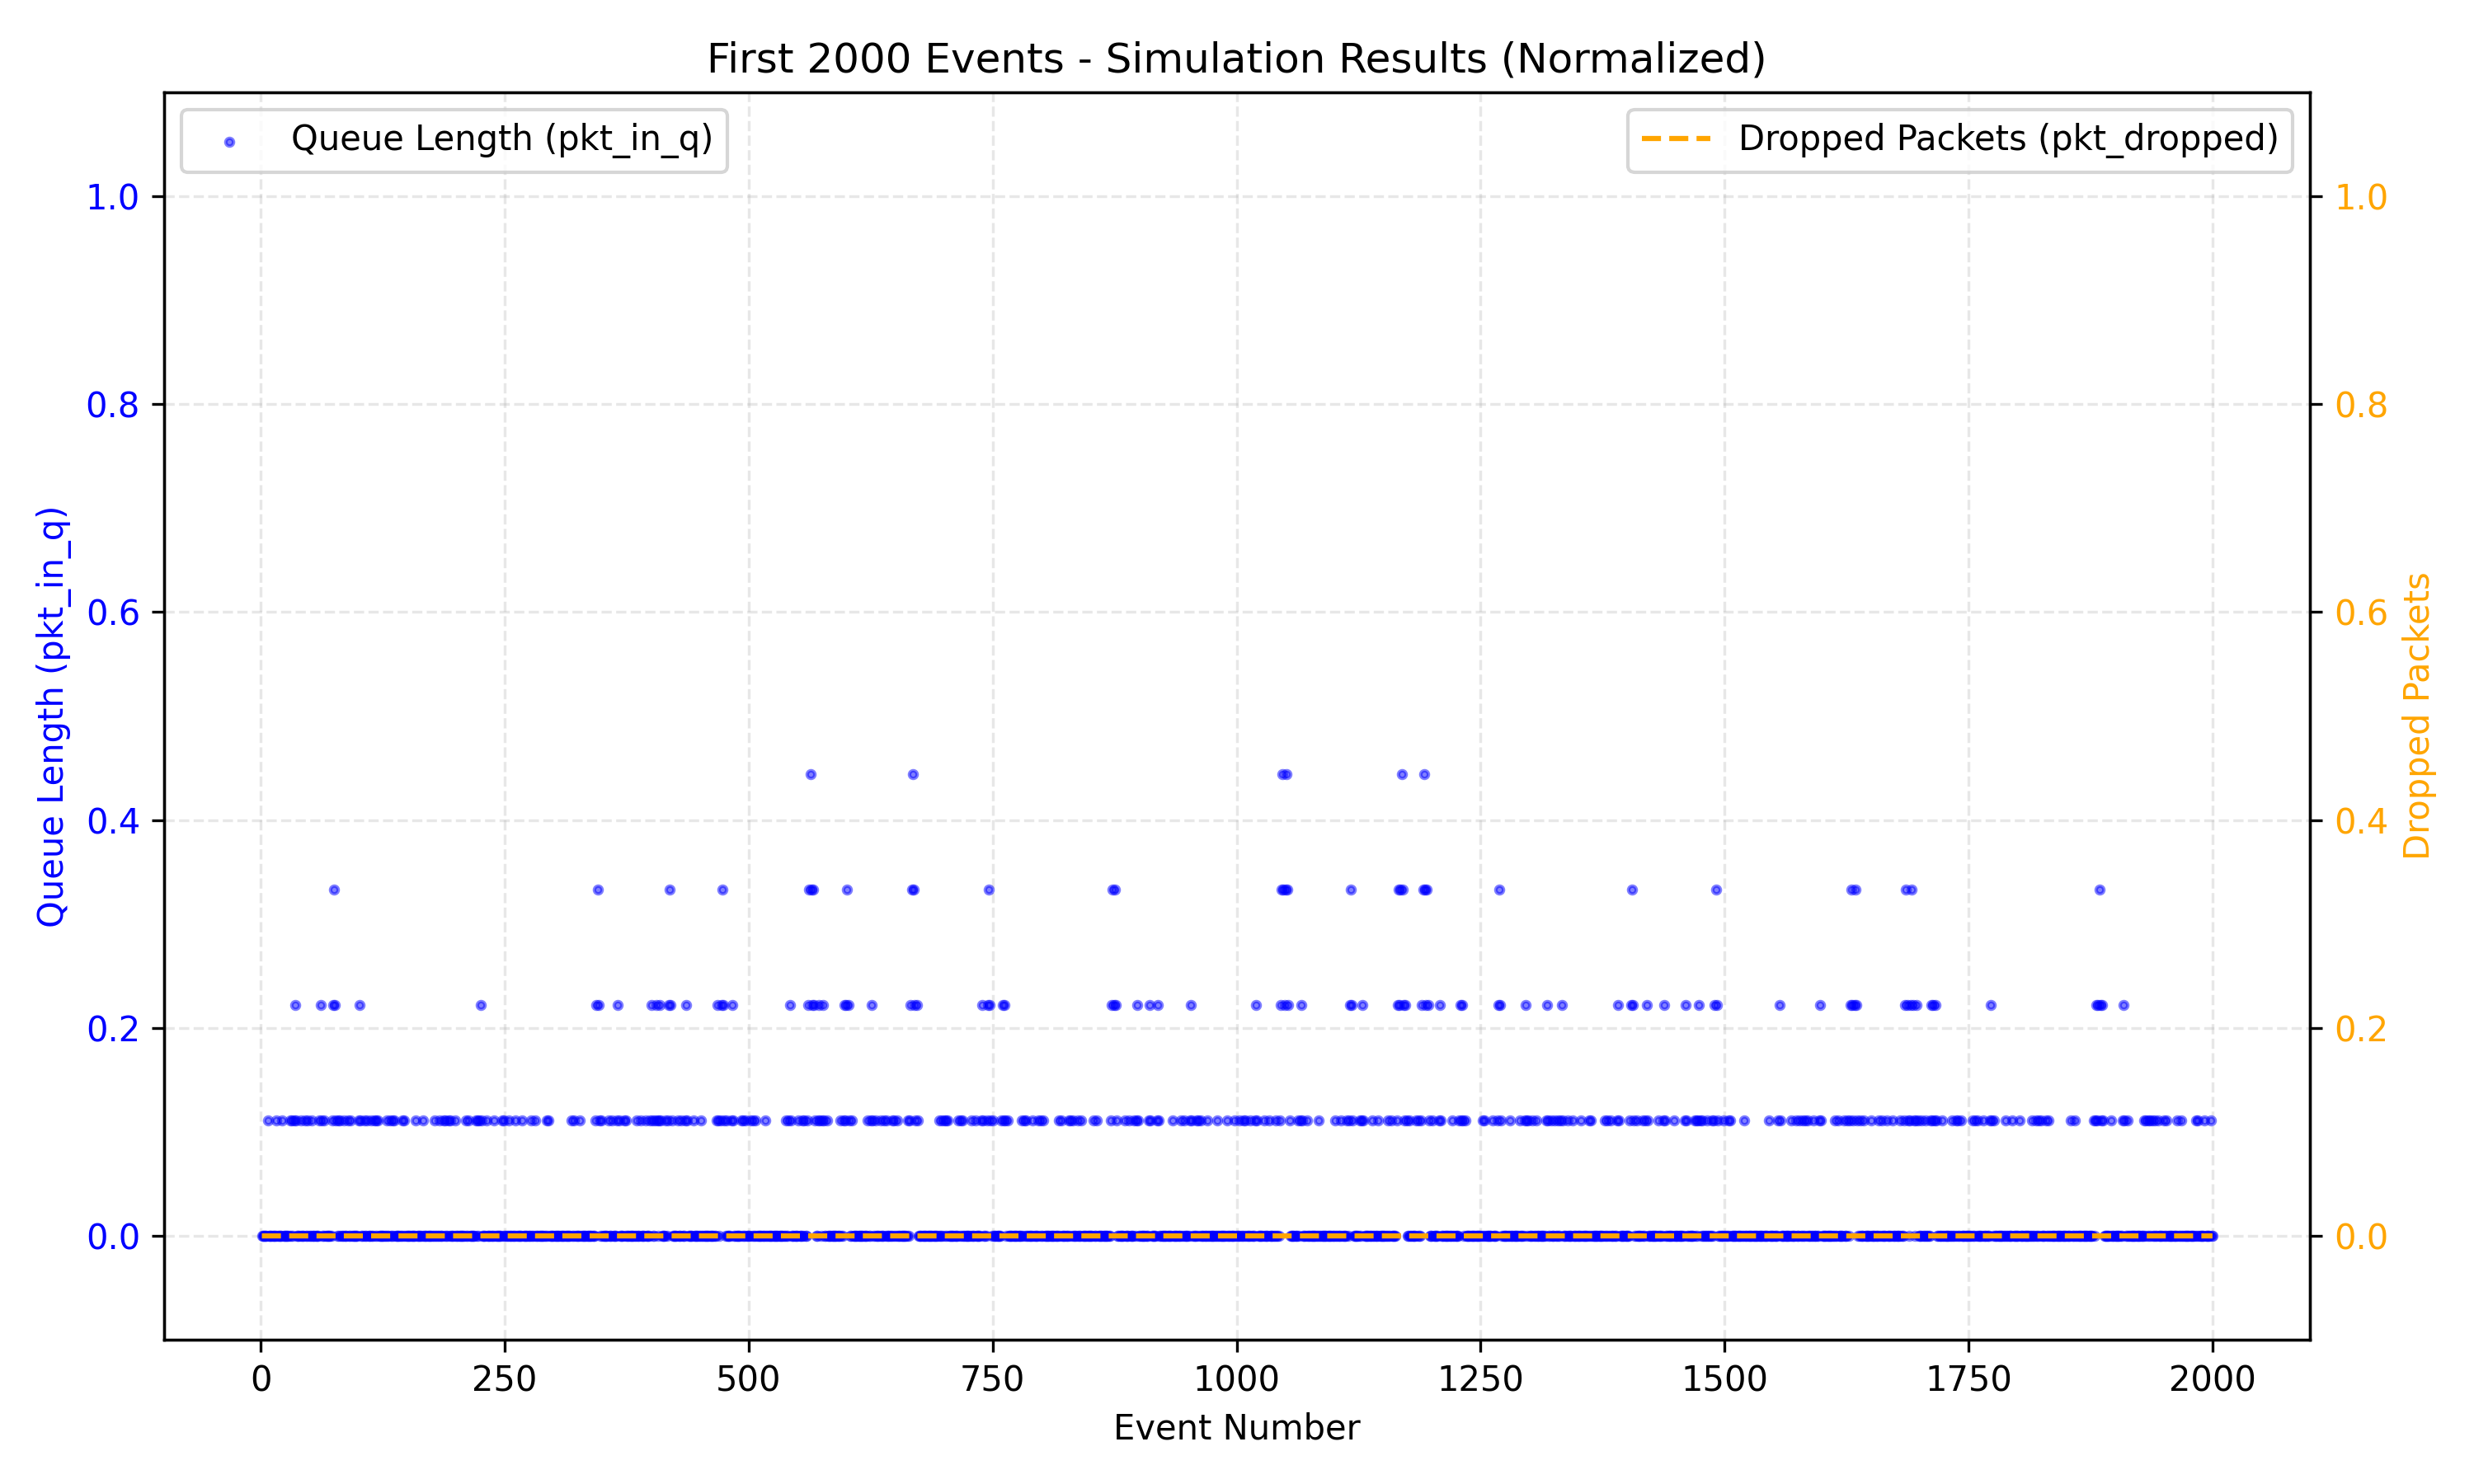 First 2000 Events - Simulation Results (Normalized)
Queue Length (pkt_in_q)
Dropped Packets (pkt_dropped)
1.0
0.8
0.6
0.4
0.2
0.0
Queue Length (pkt_in_q)
1.0
0.8
0.6
0.4
0.2
0.0
Dropped Packets
0 250 500 750 1000 1250 1500 1750 2000
Event Number